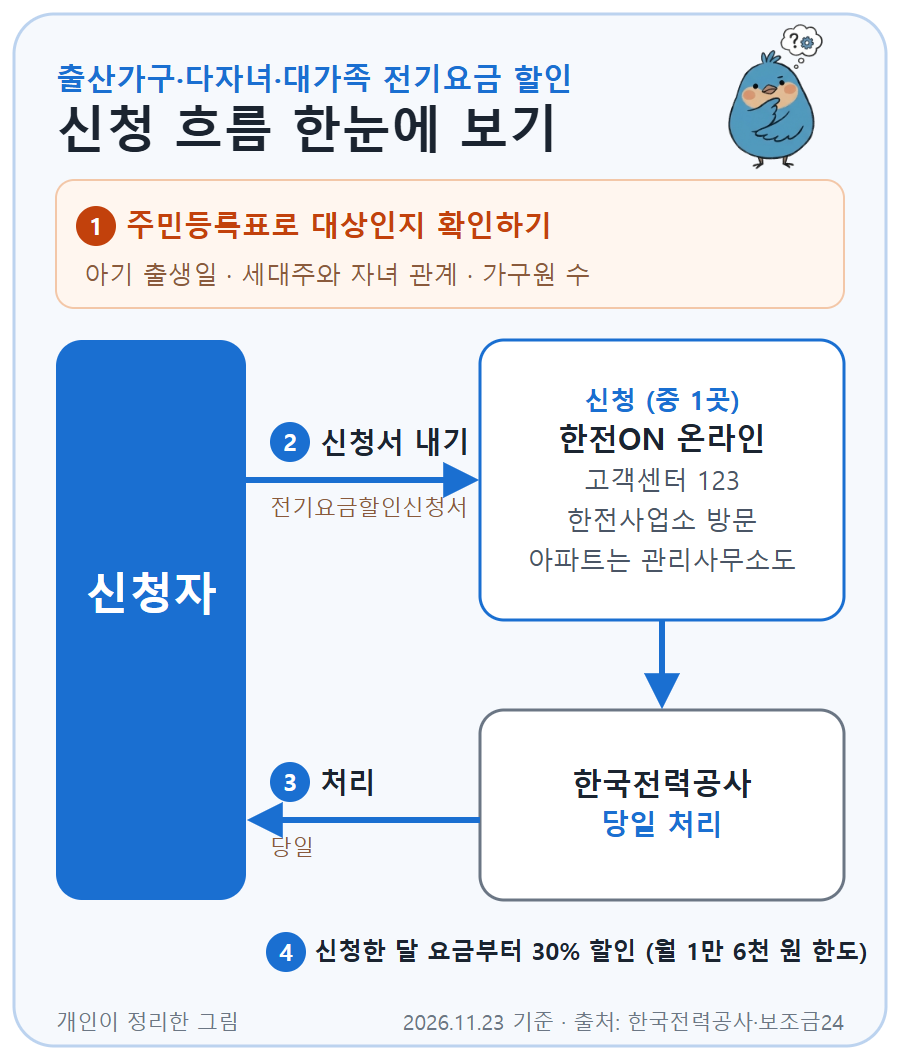 출산가구·다자녀·대가족 전기요금 할인
신청 흐름 한눈에 보기
?
1 주민등록표로 대상인지 확인하기
아기 출생일 · 세대주와 자녀 관계 · 가구원 수
신청자
2 신청서 내기
전기요금할인신청서
신청 (중 1곳)
한전ON 온라인
고객센터 123
한전사업소 방문
아파트는 관리사무소도
한국전력공사
당일 처리
3 처리
당일
4 신청한 달 요금부터 30% 할인 (월 1만 6천 원 한도)
개인이 정리한 그림
2026.11.23 기준 · 출처: 한국전력공사·보조금24